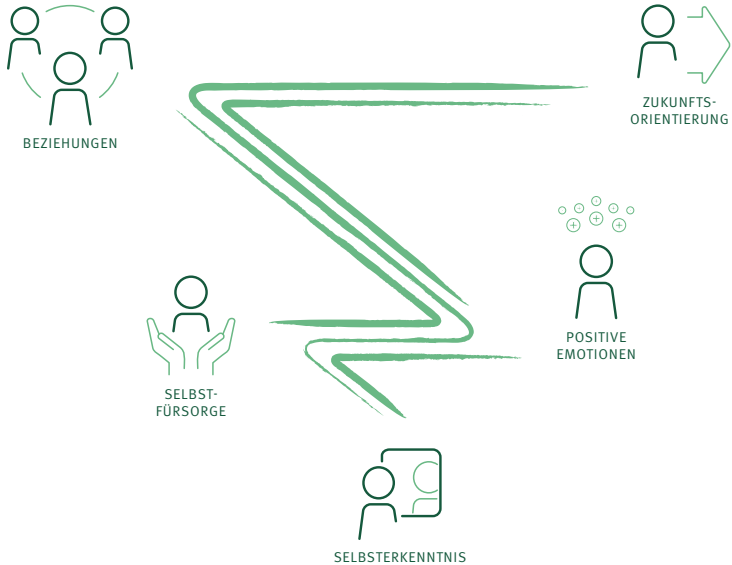 BEZIEHUNGEN
ZUKUNFTS-
ORIENTIERUNG
POSITIVE
EMOTIONEN
SELBST-
FÜRSORGE
SELBSTERKENNTNIS